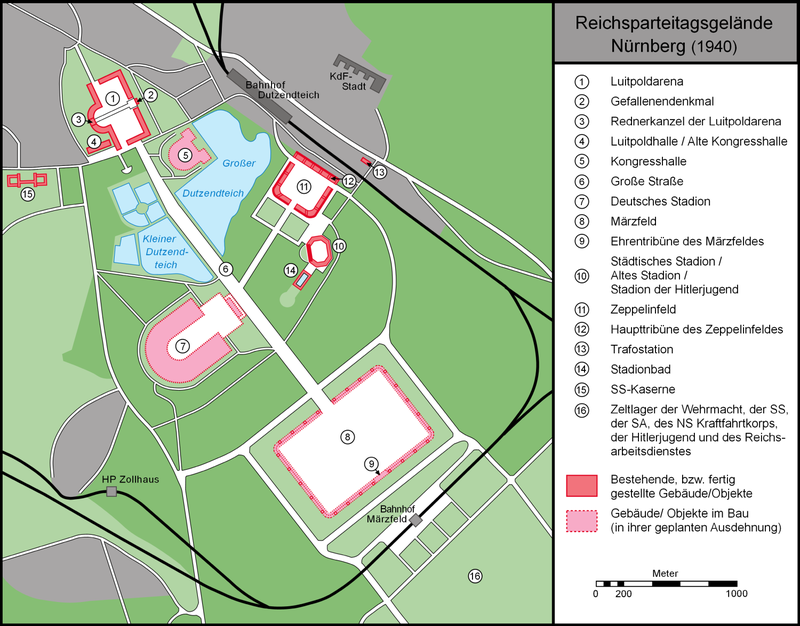 Reichsparteitagsgelände
Nürnberg (1940)
1 Luitpoldarena
2 Gefallenendenkmal
3 Rednerkanzel der Luitpoldarena
4 Luitpoldhalle / Alte Kongresshalle
5 Kongresshalle
6 Große Straße
7 Deutsches Stadion
8 Märzfeld
9 Ehrentribüne des Märzfeldes
Städtisches Stadion /
10 Altes Stadion /
Stadion der Hitlerjugend
11 Zeppelinfeld
12 Haupttribüne des Zeppelinfeldes
13 Trafostation
14 Stadionbad
15 SS-Kaserne
16 Zeltlager der Wehrmacht, der SS,
der SA, des NS Kraftfahrtkorps,
der Hitlerjugend und des Reichs-
arbeitsdienstes
Bestehende, bzw. fertig
gestellte Gebäude/Objekte
Gebäude/ Objekte im Bau
(in ihrer geplanten Ausdehnung)
Meter
0 200 1000
KdF-
Stadt
Bahnhof
Dutzendteich
1
2
3
4
5
Großer
Dutzendteich
11
12
13
15
Kleiner
Dutzend-
teich
10
14
6
7
8
9
HP Zollhaus
Bahnhof
Märzfeld
16